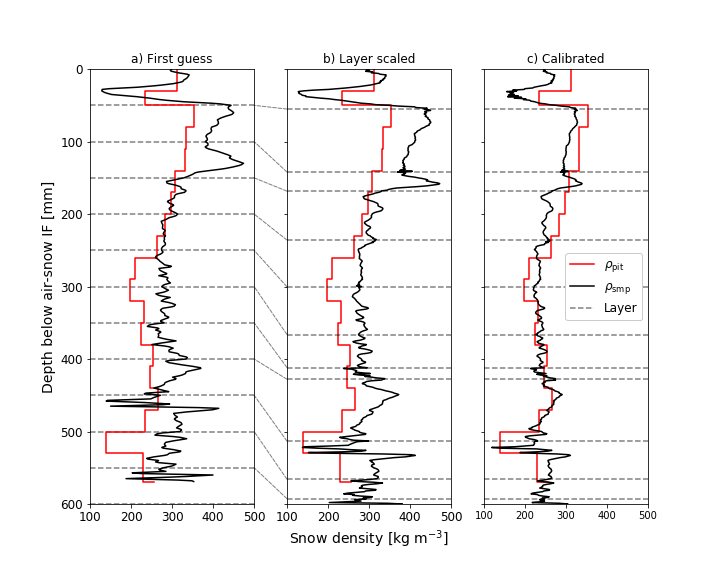 a) First guess
b) Layer scaled
c) Calibrated
0
100
200
300
400
500
600
Depth below air-snow IF [mm]
ρpit
ρsmp
Layer
100 200 300 400 500
100 200 300 400 500
100 200 300 400 500
Snow density [kg m⁻³]